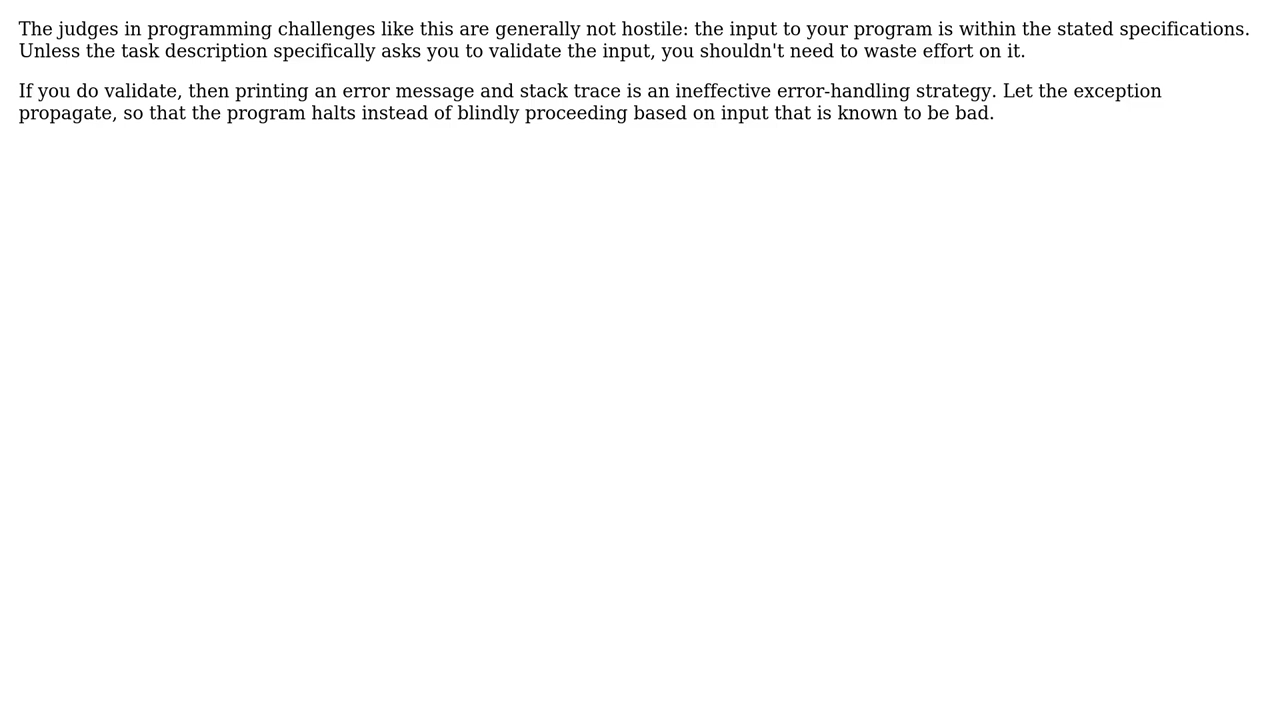 The judges in programming challenges like this are generally not hostile: the input to your program is within the stated specifications.
Unless the task description specifically asks you to validate the input, you shouldn't need to waste effort on it.
If you do validate, then printing an error message and stack trace is an ineffective error-handling strategy. Let the exception
propagate, so that the program halts instead of blindly proceeding based on input that is known to be bad.